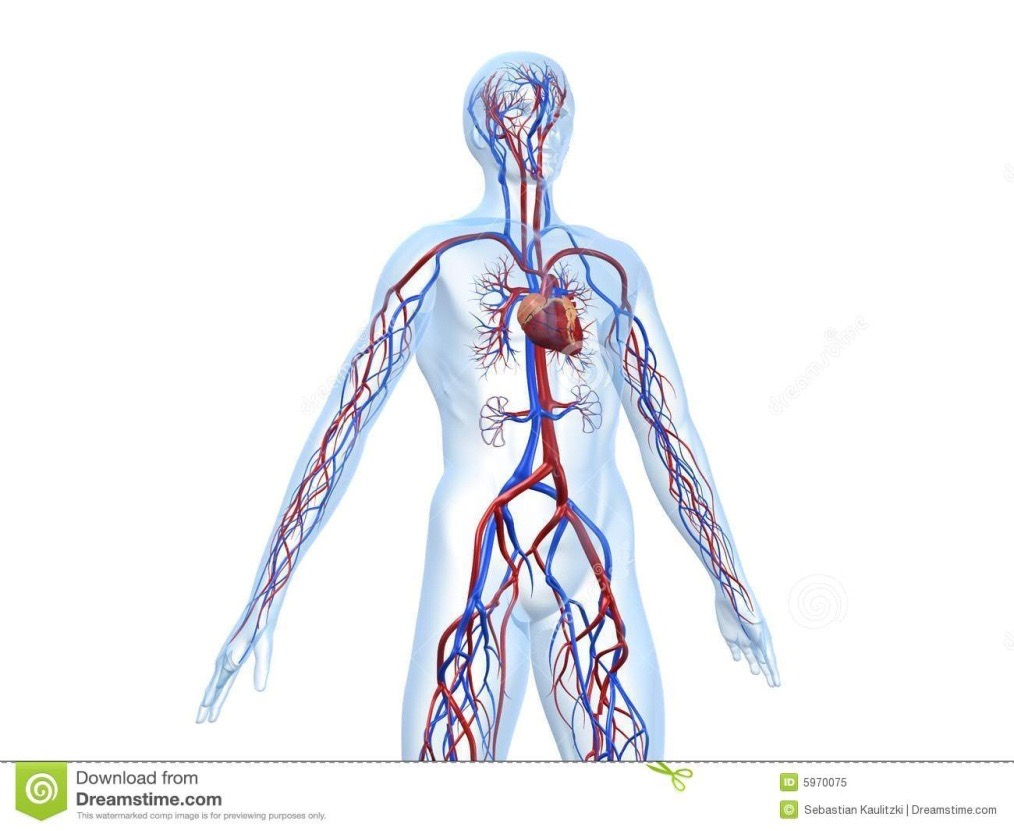 Download from
Dreamstime.com
This watermarked comp image is for previewing purposes only.
ID 5970075
© Sebastian Kaulitzki | Dreamstime.com